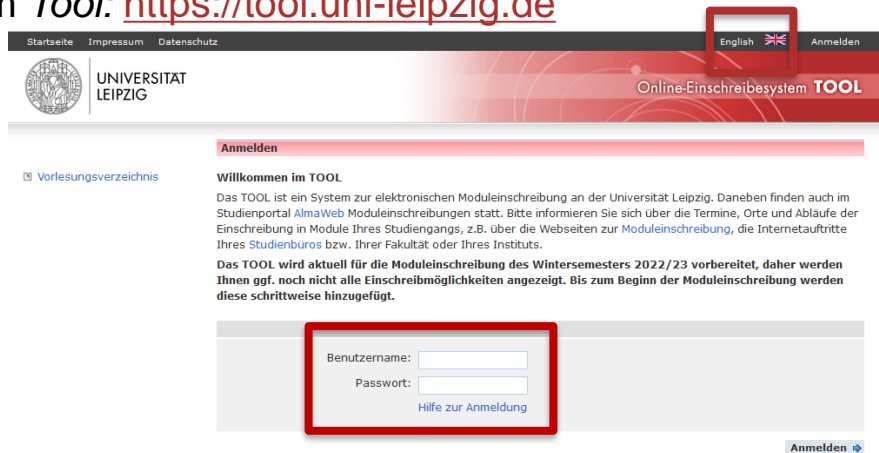 Tool: https://tool.uni-leipzig.de
Startseite Impressum Datenschutz English Anmelden
UNIVERSITÄT
LEIPZIG
Online-Einschreibesystem TOOL
Anmelden
Vorlesungsverzeichnis
Willkommen im TOOL
Das TOOL ist ein System zur elektronischen Moduleinschreibung an der Universität Leipzig. Daneben finden auch im
Studienportal AlmaWeb Moduleinschreibungen statt. Bitte informieren Sie sich über die Termine, Orte und Abläufe der
Einschreibung in Module Ihres Studiengangs, z.B. über die Webseiten zur Moduleinschreibung, die Internetauftritte
Ihres Studienbüros bzw. Ihrer Fakultät oder Ihres Instituts.
Das TOOL wird aktuell für die Moduleinschreibung des Wintersemesters 2022/23 vorbereitet, daher werden
Ihnen ggf. noch nicht alle Einschreibmöglichkeiten angezeigt. Bis zum Beginn der Moduleinschreibung werden
diese schrittweise hinzugefügt.
Benutzername:
Passwort:
Hilfe zur Anmeldung
Anmelden